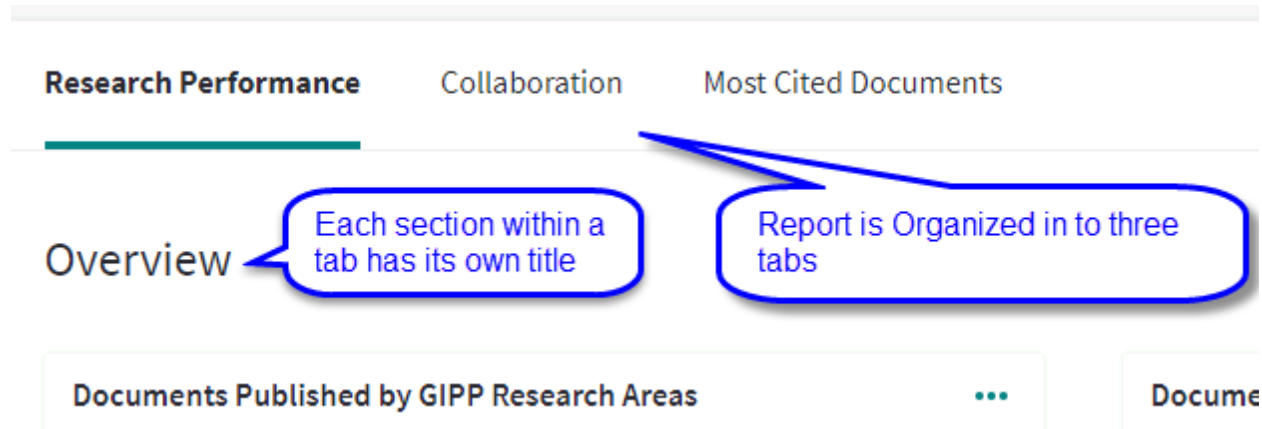 Research Performance Collaboration Most Cited Documents
Each section within a
tab has its own title
Report is Organized in to three
tabs
Overview
Documents Published by GIPP Research Areas
Docume